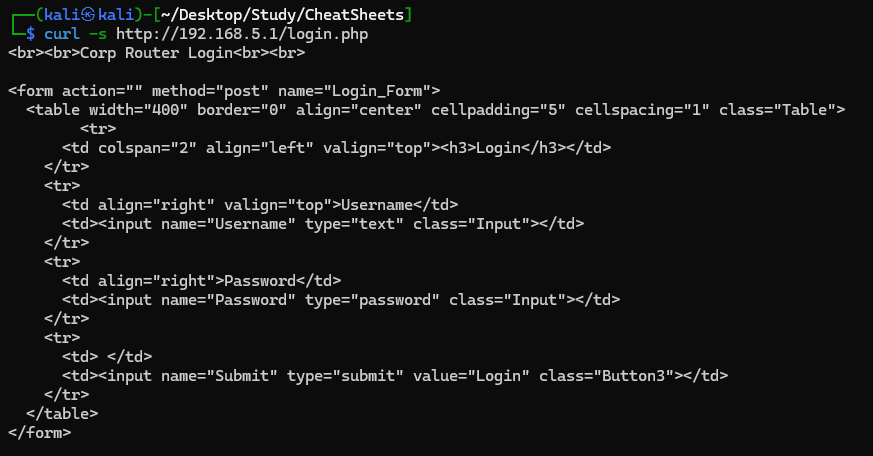 ┌──(kali㉿kali)-[~/Desktop/Study/CheatSheets]
└─$ curl -s http://192.168.5.1/login.php
<br><br>Corp Router Login<br><br>

<form action="" method="post" name="Login_Form">
  <table width="400" border="0" align="center" cellpadding="5" cellspacing="1" class="Table">
        <tr>
      <td colspan="2" align="left" valign="top"><h3>Login</h3></td>
    </tr>
    <tr>
      <td align="right" valign="top">Username</td>
      <td><input name="Username" type="text" class="Input"></td>
    </tr>
    <tr>
      <td align="right">Password</td>
      <td><input name="Password" type="password" class="Input"></td>
    </tr>
    <tr>
      <td> </td>
      <td><input name="Submit" type="submit" value="Login" class="Button3"></td>
    </tr>
  </table>
</form>